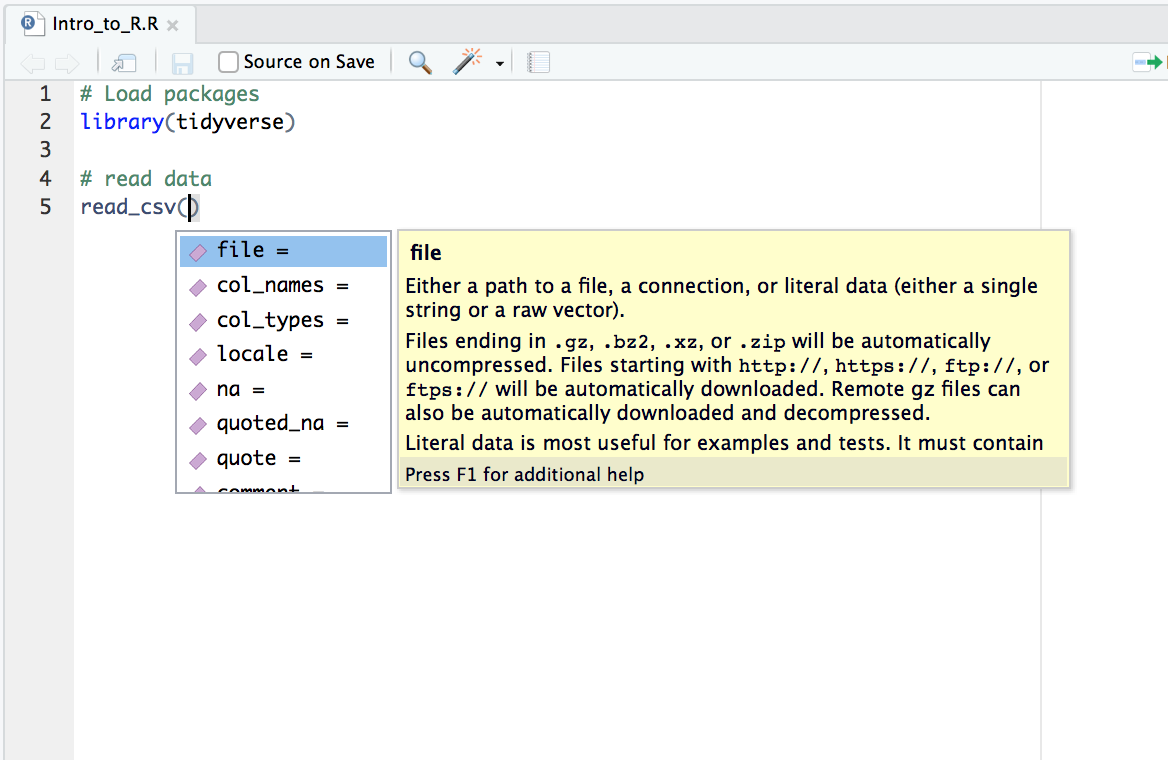 Intro_to_R.R
Source on Save
1 # Load packages
2 library(tidyverse)
3
4 # read data
5 read_csv()
file =
col_names =
col_types =
locale =
na =
quoted_na =
quote =
comment =
file
Either a path to a file, a connection, or literal data (either a single
string or a raw vector).
Files ending in .gz, .bz2, .xz, or .zip will be automatically
uncompressed. Files starting with http://, https://, ftp://, or
ftps:// will be automatically downloaded. Remote gz files can
also be automatically downloaded and decompressed.
Literal data is most useful for examples and tests. It must contain
Press F1 for additional help